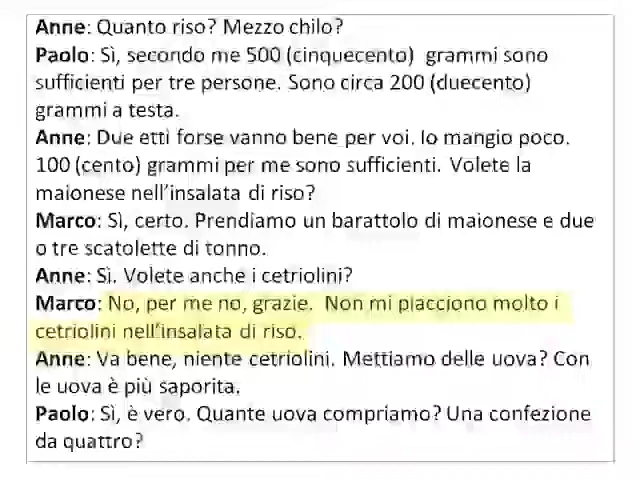 Anne: Quanto riso? Mezzo chilo?
Paolo: Sì, secondo me 500 (cinquecento) grammi sono
sufficienti per tre persone. Sono circa 200 (duecento)
grammi a testa.
Anne: Due etti forse vanno bene per voi. Io mangio poco.
100 (cento) grammi per me sono sufficienti. Volete la
maionese nell'insalata di riso?
Marco: Sì, certo. Prendiamo un barattolo di maionese e due
o tre scatolette di tonno.
Anne: Sì. Volete anche i cetriolini?
Marco: No, per me no, grazie. Non mi piacciono molto i
cetriolini nell'insalata di riso.
Anne: Va bene, niente cetriolini. Mettiamo delle uova? Con
le uova è più saporita.
Paolo: Sì, è vero. Quante uova compriamo? Una confezione
da quattro?